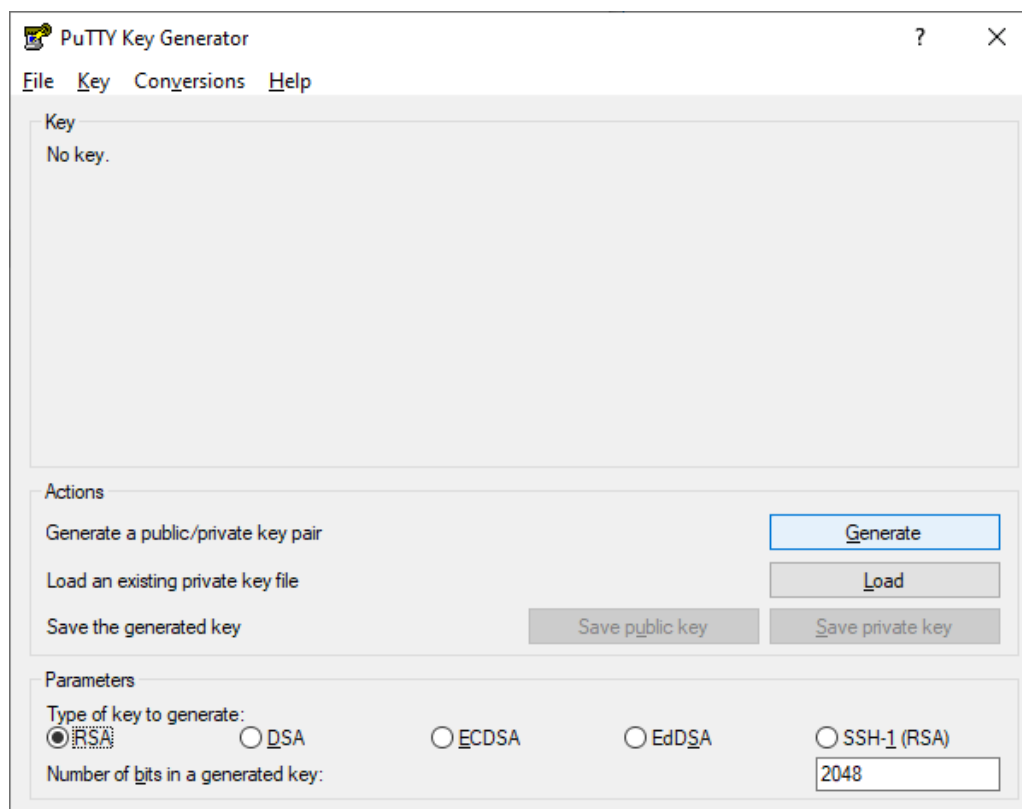 PuTTY Key Generator ?
File Key Conversions Help
Key
No key.
Actions
Generate a public/private key pair Generate
Load an existing private key file Load
Save the generated key Save public key Save private key
Parameters
Type of key to generate:
RSA DSA ECDSA EdDSA SSH-1 (RSA)
Number of bits in a generated key: 2048